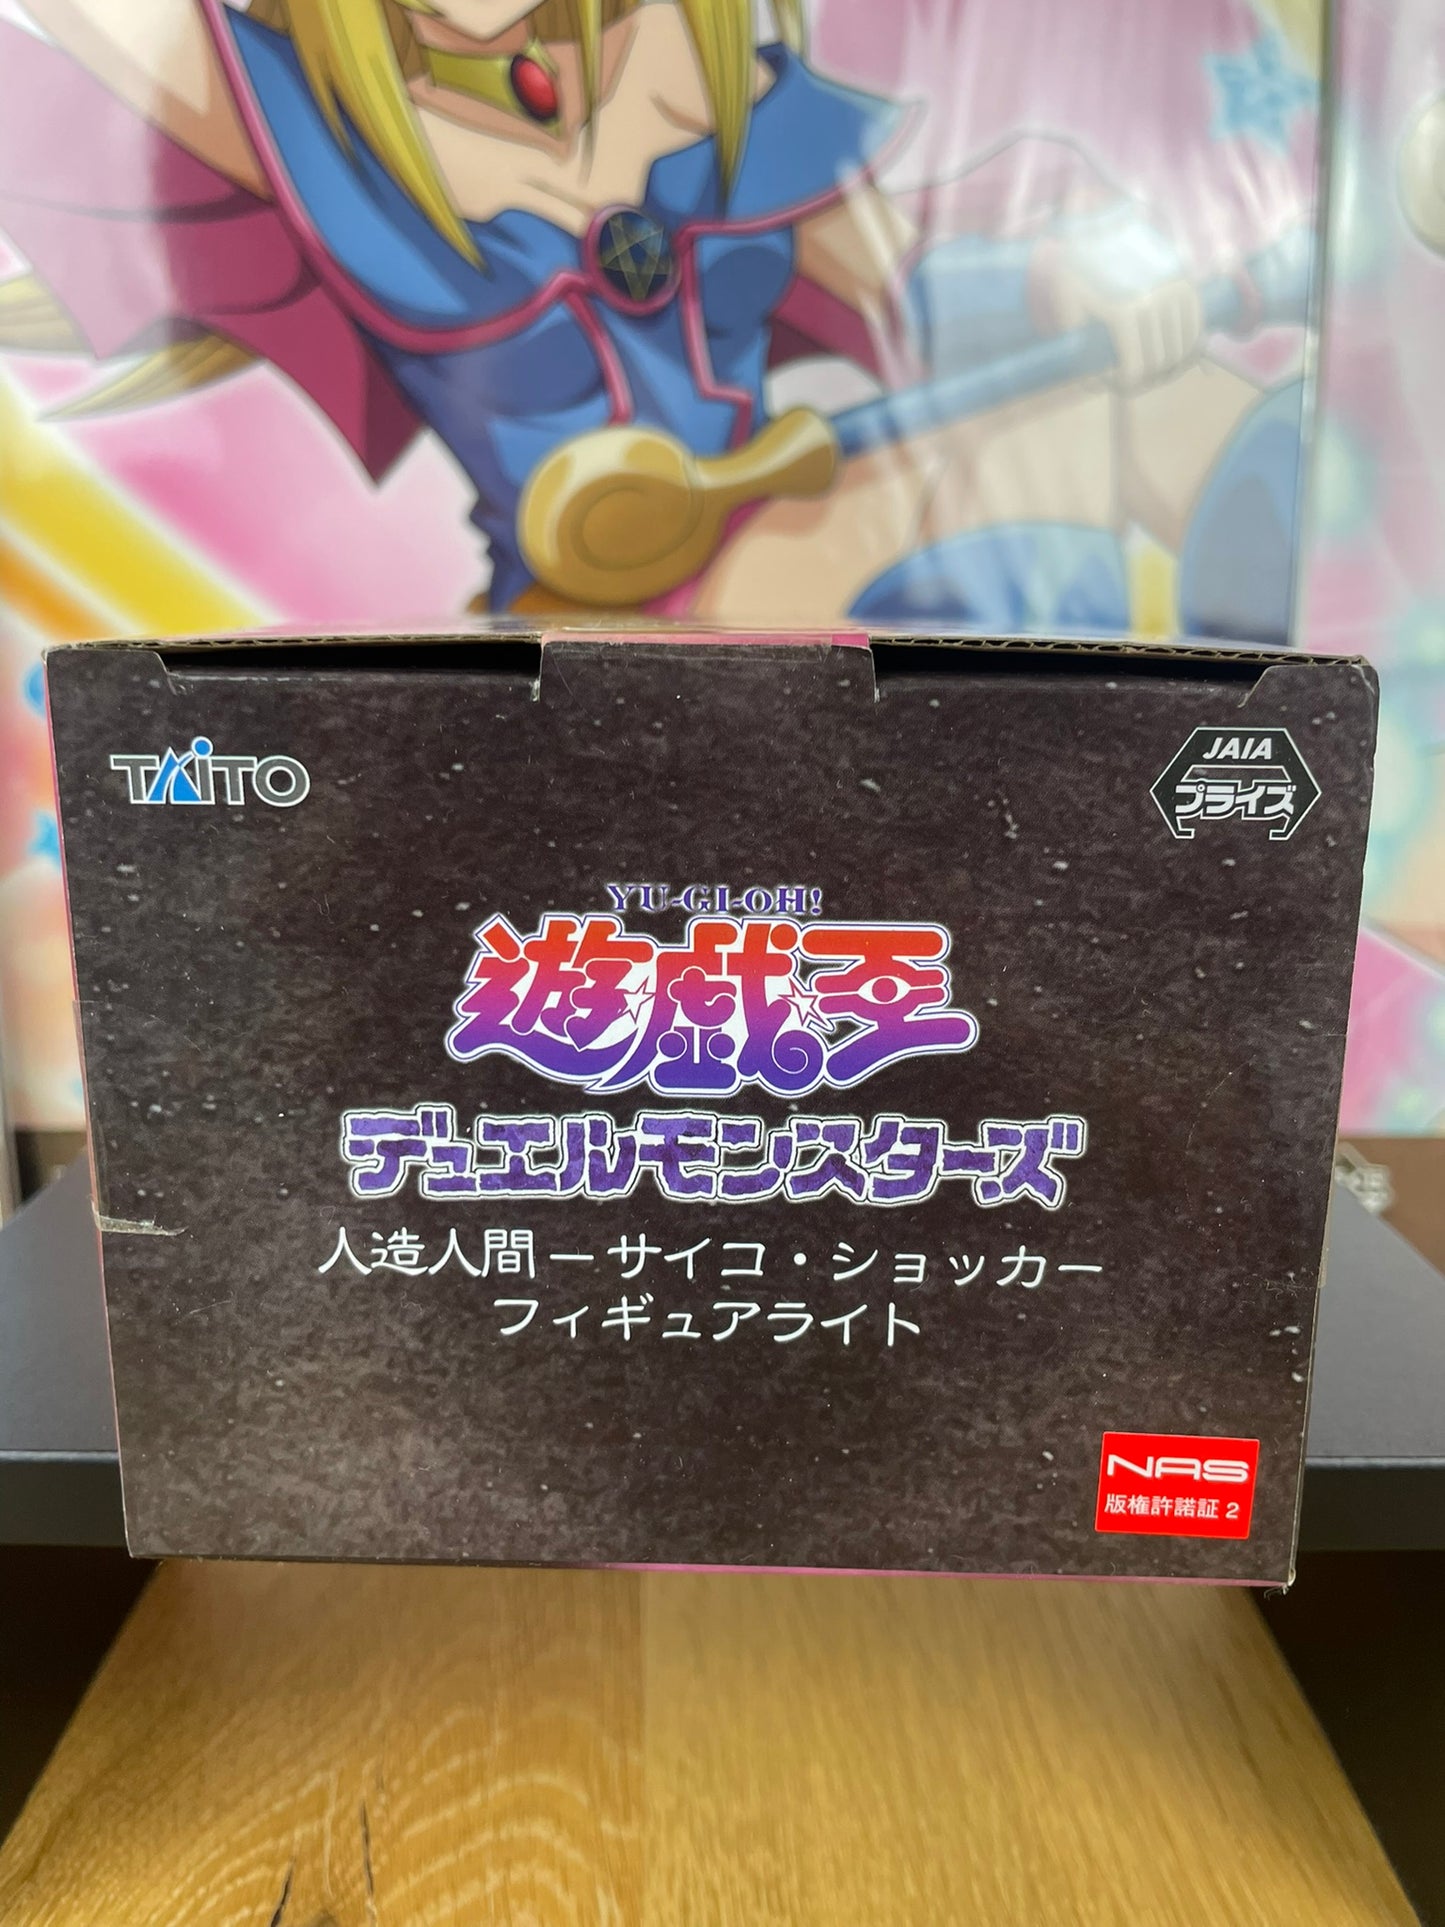 TAITO
JAIA
プライズ
YU-GI-OH!
遊戯王
デュエルモンスターズ
人造人間－サイコ・ショッカー
フィギュアライト
NAS
版権許諾証 2